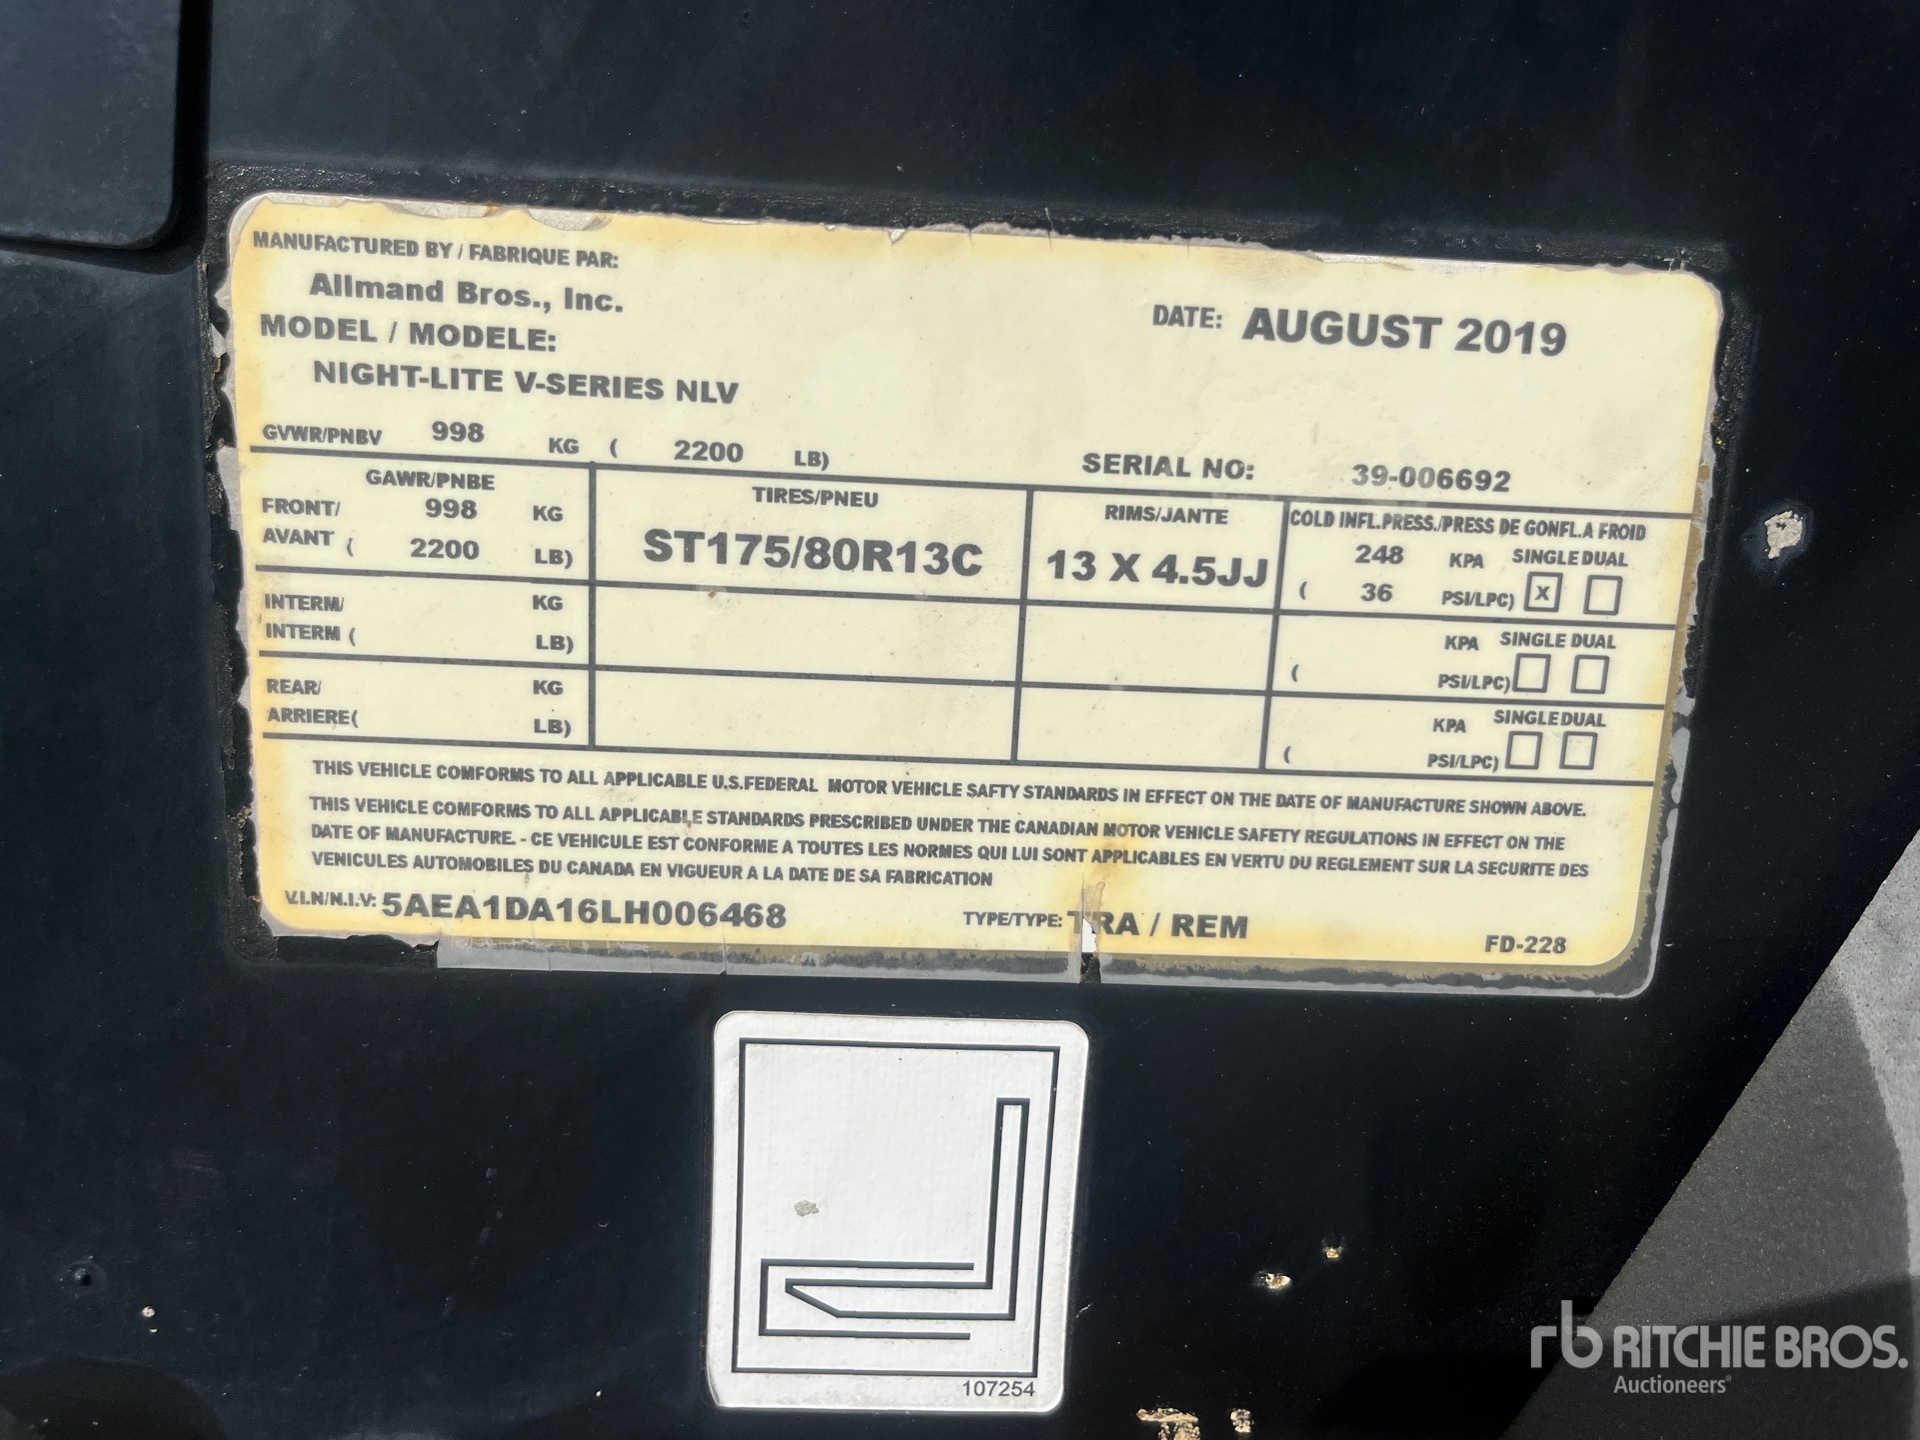 MANUFACTURED BY / FABRIQUE PAR:
Allmand Bros., Inc.
MODEL / MODELE:
NIGHT-LITE V-SERIES NLV
DATE: AUGUST 2019
GVWR/PNBV 998 KG ( 2200 LB)
SERIAL NO: 39-006692
GAWR/PNBE
FRONT/ 998 KG
AVANT ( 2200 LB)
TIRES/PNEU
ST175/80R13C
RIMS/JANTE
13 X 4.5JJ
COLD INFL.PRESS./PRESS DE GONFL.A FROID
248 KPA SINGLE DUAL
( 36 PSI/LPC) X
INTERM/ KG
INTERM ( LB)
KPA SINGLE DUAL
( PSI/LPC)
REAR/ KG
ARRIERE( LB)
KPA SINGLE DUAL
( PSI/LPC)
THIS VEHICLE COMFORMS TO ALL APPLICABLE U.S.FEDERAL MOTOR VEHICLE SAFTY STANDARDS IN EFFECT ON THE DATE OF MANUFACTURE SHOWN ABOVE.
THIS VEHICLE COMFORMS TO ALL APPLICABLE STANDARDS PRESCRIBED UNDER THE CANADIAN MOTOR VEHICLE SAFETY REGULATIONS IN EFFECT ON THE
DATE OF MANUFACTURE. - CE VEHICULE EST CONFORME A TOUTES LES NORMES QUI LUI SONT APPLICABLES EN VERTU DU REGLEMENT SUR LA SECURITE DES
VENICULES AUTOMOBILES DU CANADA EN VIGUEUR A LA DATE DE SA FABRICATION
V.I.N/N.I.V: 5AEA1DA16LH006468
TYPE/TYPE: TRA / REM
FD-228
107254
rb RITCHIE BROS.
Auctioneers